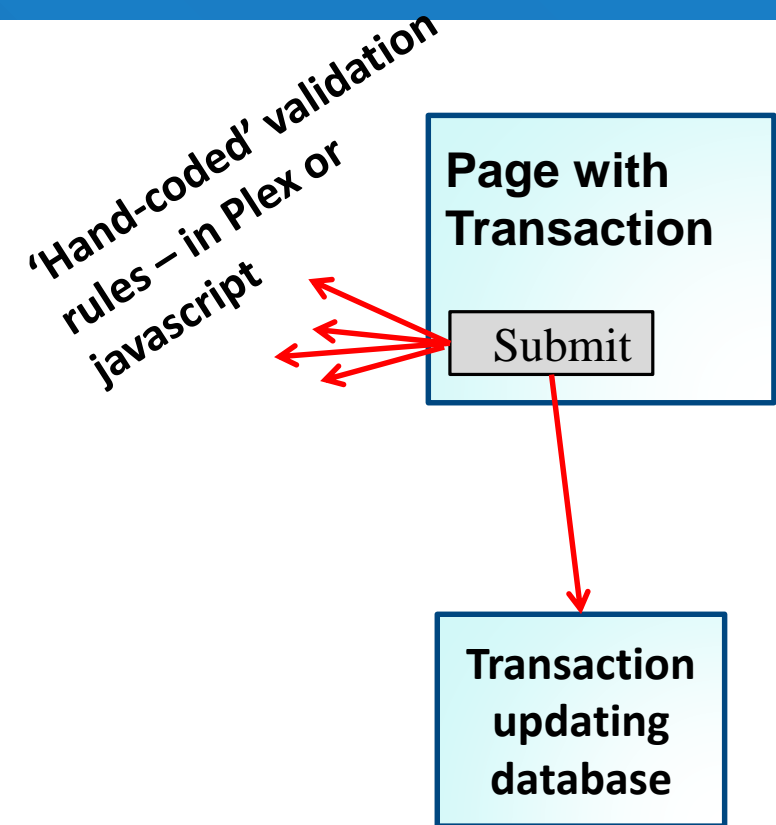 ‘Hand-coded’ validation
rules – in Plex or
javascript
Page with
Transaction
Submit
Transaction
updating
database